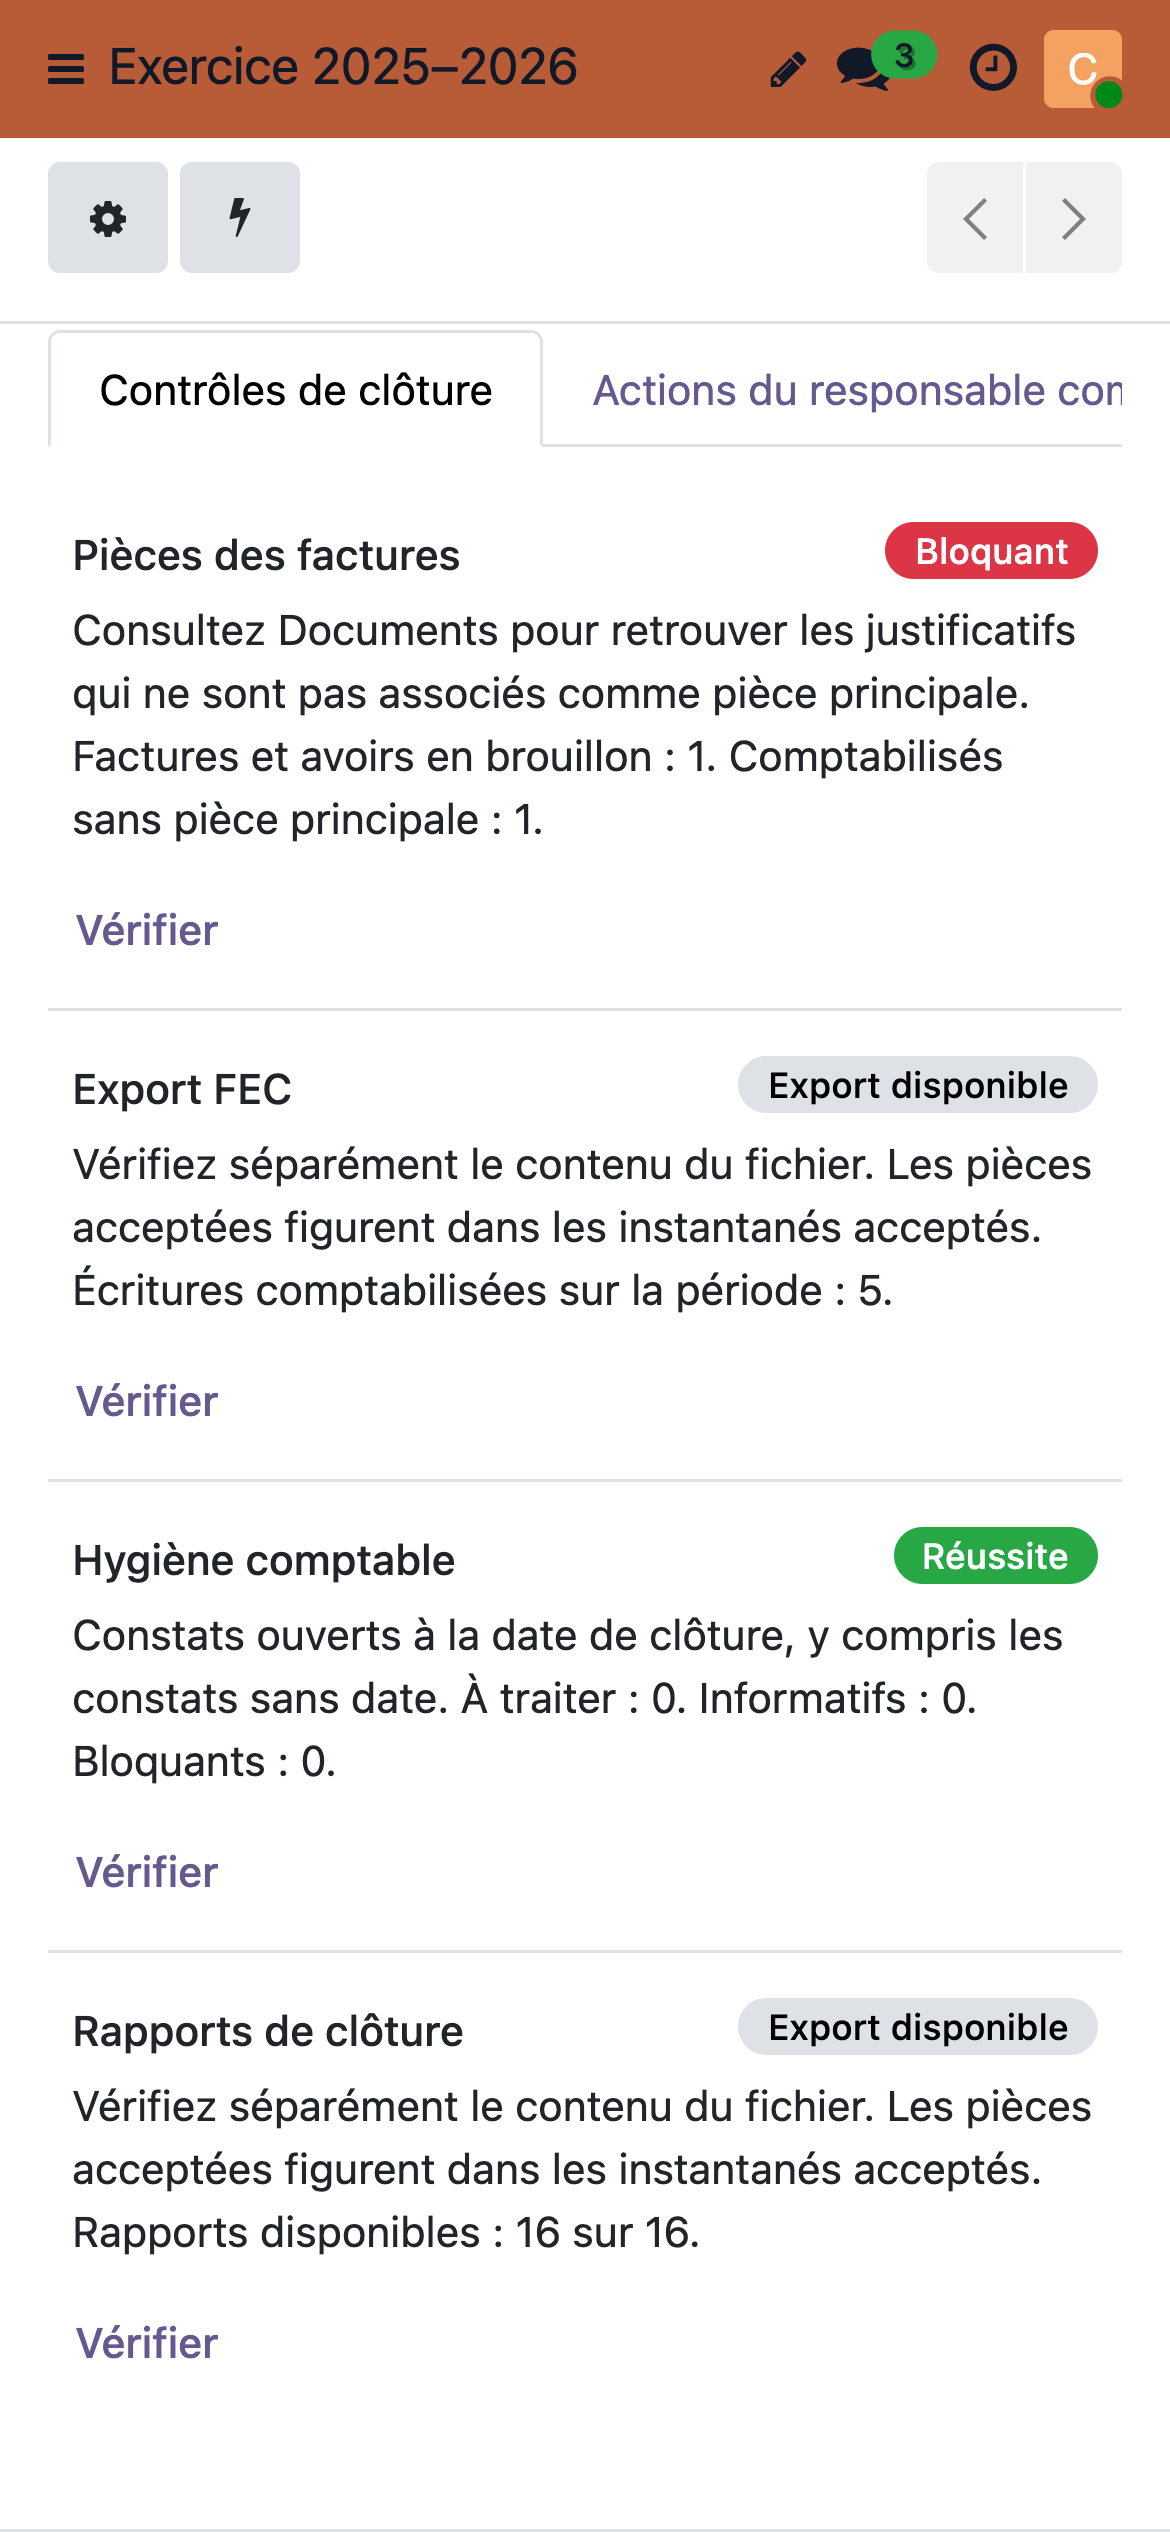 Exercice 2025–2026
3
C
Contrôles de clôture
Actions du responsable
Pièces des factures
Bloquant
Consultez Documents pour retrouver les justificatifs
qui ne sont pas associés comme pièce principale.
Factures et avoirs en brouillon : 1. Comptabilisés
sans pièce principale : 1.
Vérifier
Export FEC
Export disponible
Vérifiez séparément le contenu du fichier. Les pièces
acceptées figurent dans les instantanés acceptés.
Écritures comptabilisées sur la période : 5.
Vérifier
Hygiène comptable
Réussite
Constats ouverts à la date de clôture, y compris les
constats sans date. À traiter : 0. Informatifs : 0.
Bloquants : 0.
Vérifier
Rapports de clôture
Export disponible
Vérifiez séparément le contenu du fichier. Les pièces
acceptées figurent dans les instantanés acceptés.
Rapports disponibles : 16 sur 16.
Vérifier